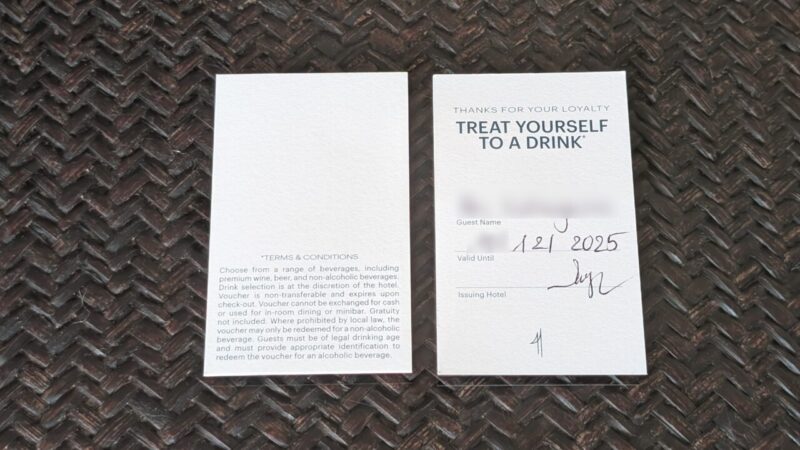 *TERMS & CONDITIONS
Choose from a range of beverages, including
premium wine, beer, and non-alcoholic beverages.
Drink selection is at the discretion of the hotel.
Voucher is non-transferable and expires upon
check-out. Voucher cannot be exchanged for cash
or used for in-room dining or minibar. Gratuity
not included. Where prohibited by local law, the
voucher may only be redeemed for a non-alcoholic
beverage. Guests must be of legal drinking age
and must provide appropriate identification to
redeem the voucher for an alcoholic beverage.
THANKS FOR YOUR LOYALTY
TREAT YOURSELF
TO A DRINK*
Guest Name
2025
Valid Until
Issuing Hotel